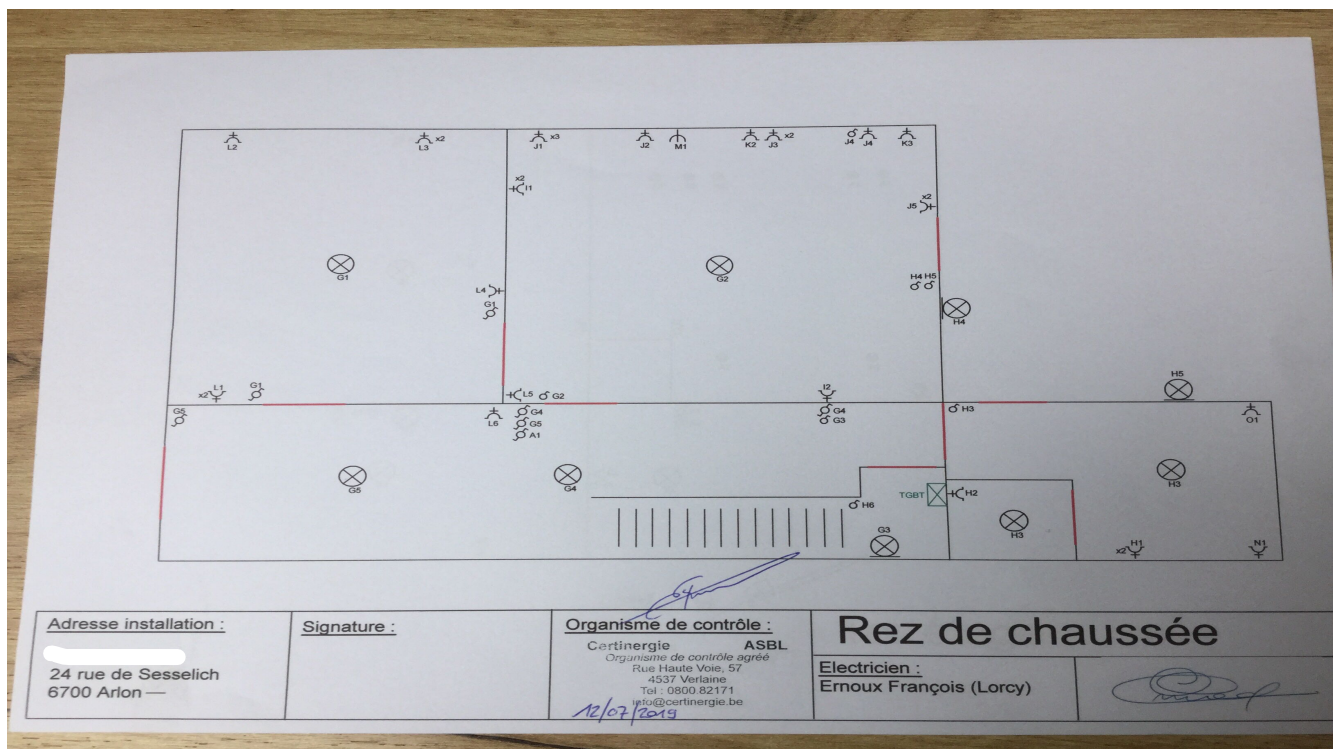 L2
L3 x2
J1 x3
J2
M1
K2
J3 x2
J4
J4
K3
x2
I1
x2
J5
G1
G2
L4
G1
H4 H5
H4
x2 L1
G1
L5
G2
I2
H5
G5
L6
G4
G5
A1
G4
G3
H3
O1
G5
G4
H3
TGBT
H2
H6
G3
H3
x2 H1
N1
Adresse installation :
24 rue de Sesselich
6700 Arlon —
Signature :
Organisme de contrôle :
Certinergie ASBL
Organisme de contrôle agréé
Rue Haute Voie, 57
4537 Verlaine
Tel : 0800 82171
info@certinergie.be
12/07/2019
Rez de chaussée
Electricien :
Ernoux François (Lorcy)